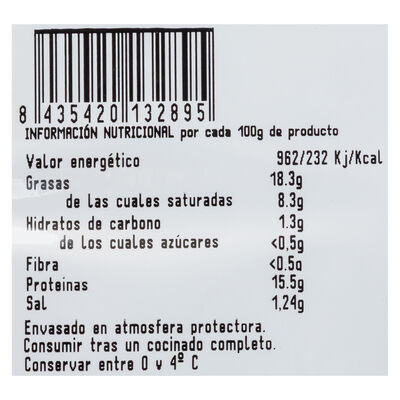 8 435420 132895
INFORMACIÓN NUTRICIONAL por cada 100g de producto
Valor energético 962/232 Kj/Kcal
Grasas 18.3g
de las cuales saturadas 8.3g
Hidratos de carbono 1.3g
de los cuales azúcares <0,5g
Fibra <0.5g
Proteinas 15.5g
Sal 1,24g
Envasado en atmosfera protectora.
Consumir tras un cocinado completo.
Conservar entre 0 y 4º C